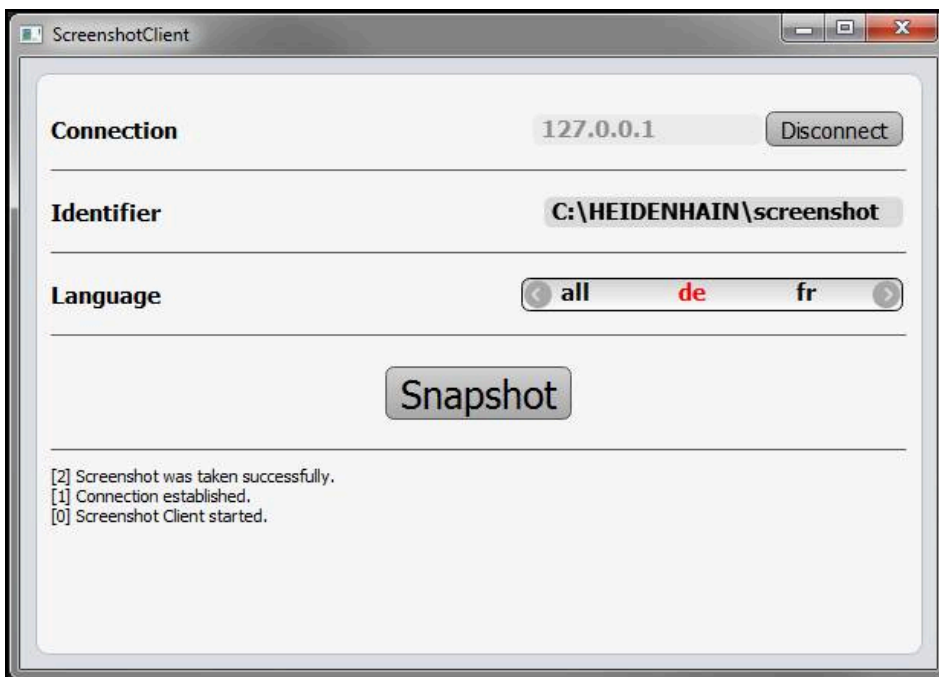 ScreenshotClient
Connection 127.0.0.1 Disconnect
Identifier C:\HEIDENHAIN\screenshot
Language all de fr
Snapshot
[2] Screenshot was taken successfully.
[1] Connection established.
[0] Screenshot Client started.